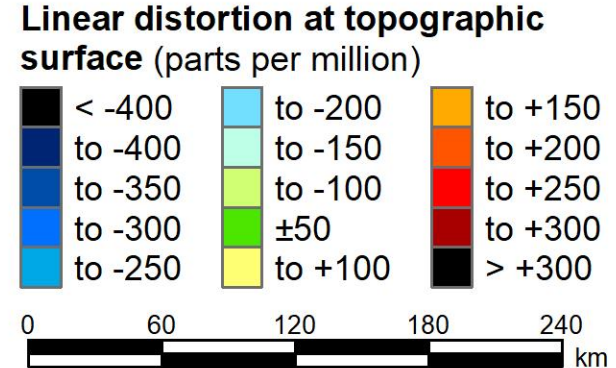 Linear distortion at topographic
surface (parts per million)
< -400
to -400
to -350
to -300
to -250
to -200
to -150
to -100
±50
to +100
to +150
to +200
to +250
to +300
> +300
0 60 120 180 240
km